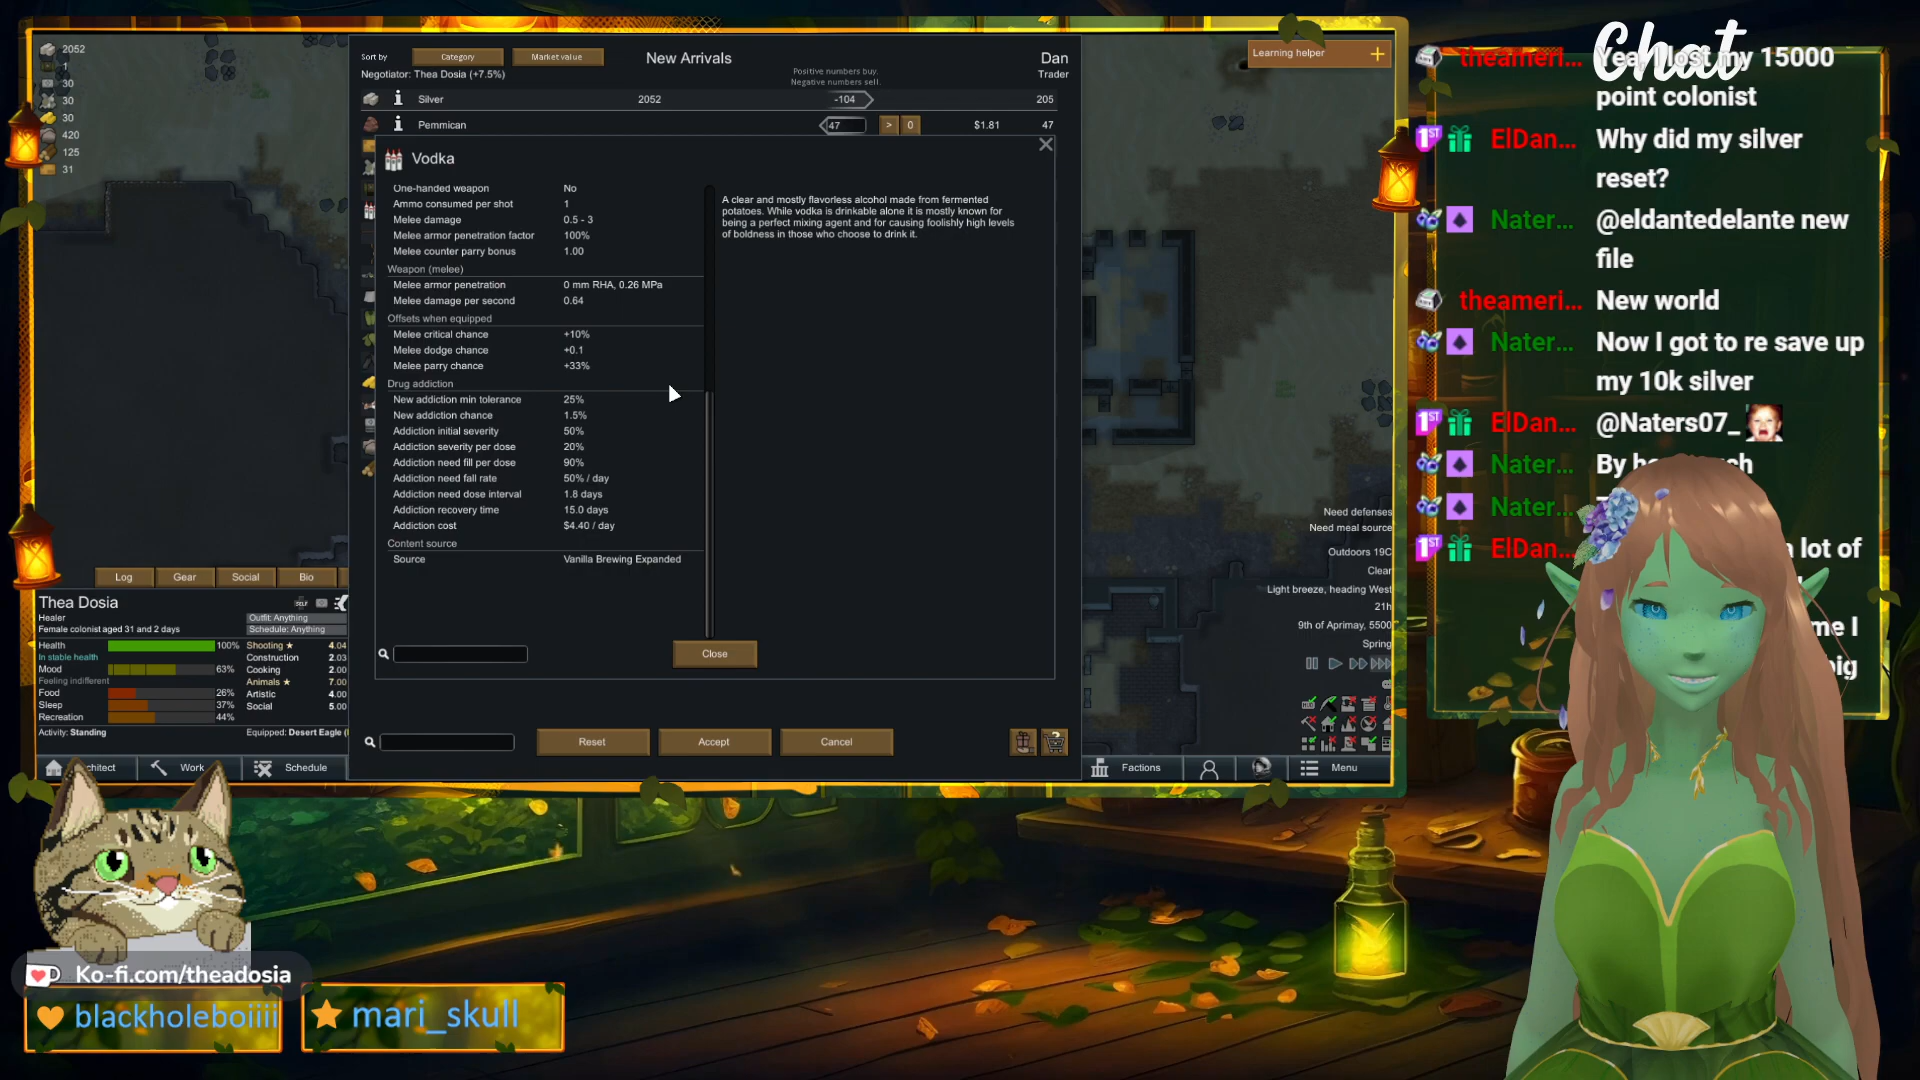 2052
1
30
30
30
420
125
31
Sort by
Category
Market value
New Arrivals
Dan
Trader
Negotiator: Thea Dosia (+7.5%)
Positive numbers buy.
Negative numbers sell.
Silver
2052
-104
205
Pemmican
47
>
0
$1.81
47
Vodka
One-handed weapon No
Ammo consumed per shot 1
Melee damage 0.5 - 3
Melee armor penetration factor 100%
Melee counter parry bonus 1.00
Weapon (melee)
Melee armor penetration 0 mm RHA, 0.26 MPa
Melee damage per second 0.64
Offsets when equipped
Melee critical chance +10%
Melee dodge chance +0.1
Melee parry chance +33%
Drug addiction
New addiction min tolerance 25%
New addiction chance 1.5%
Addiction initial severity 50%
Addiction severity per dose 20%
Addiction need fill per dose 90%
Addiction need fall rate 50% / day
Addiction need dose interval 1.8 days
Addiction recovery time 15.0 days
Addiction cost $4.40 / day
Content source
Source Vanilla Brewing Expanded
A clear and mostly flavorless alcohol made from fermented
potatoes. While vodka is drinkable alone it is mostly known for
being a perfect mixing agent and for causing foolishly high levels
of boldness in those who choose to drink it.
Close
Reset
Accept
Cancel
Learning helper
Need defenses
Need meal source
Outdoors 19C
Clear
Light breeze, heading West
21h
9th of Aprimay, 5500
Spring
Log
Gear
Social
Bio
Thea Dosia
Healer
Female colonist aged 31 and 2 days
Outfit: Anything
Schedule: Anything
Health 100%
In stable health
Mood 63%
Feeling indifferent
Food 26%
Sleep 37%
Recreation 44%
Shooting 4.04
Construction 2.03
Cooking 2.00
Animals 7.00
Artistic 4.00
Social 5.00
Activity: Standing
Equipped: Desert Eagle (
chitect
Work
Schedule
Factions
Menu
Chat
theameri... Yea, I lost my 15000
point colonist
ElDan... Why did my silver
reset?
Nater... @eldantedelante new
file
theameri... New world
Nater... Now I got to re save up
my 10k silver
ElDan... @Naters07_
Nater... By
Nater...
ElDan... lot of
me I
big
Ko-fi.com/theadosia
blackholeboiiii
mari_skull